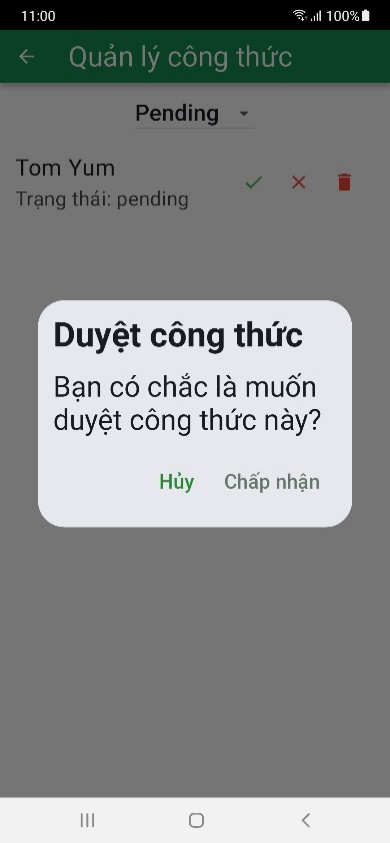 11:00 100%
Quản lý công thức
Pending
Tom Yum
Trạng thái: pending
Duyệt công thức
Bạn có chắc là muốn
duyệt công thức này?
Hủy Chấp nhận